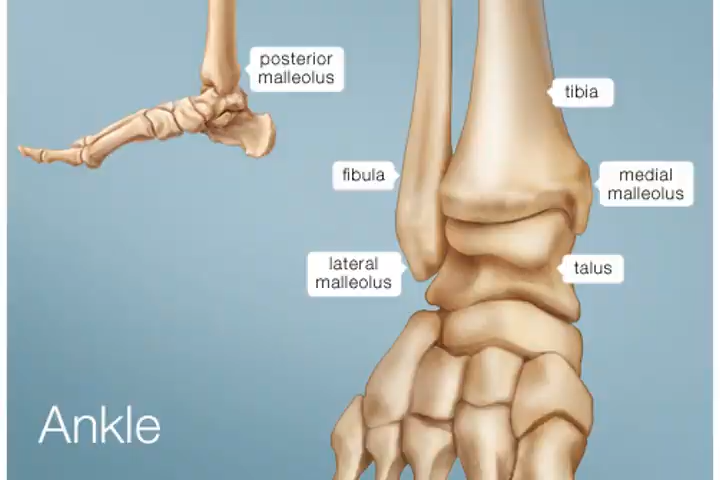 posterior
malleolus
tibia
fibula
medial
malleolus
lateral
malleolus
talus
Ankle